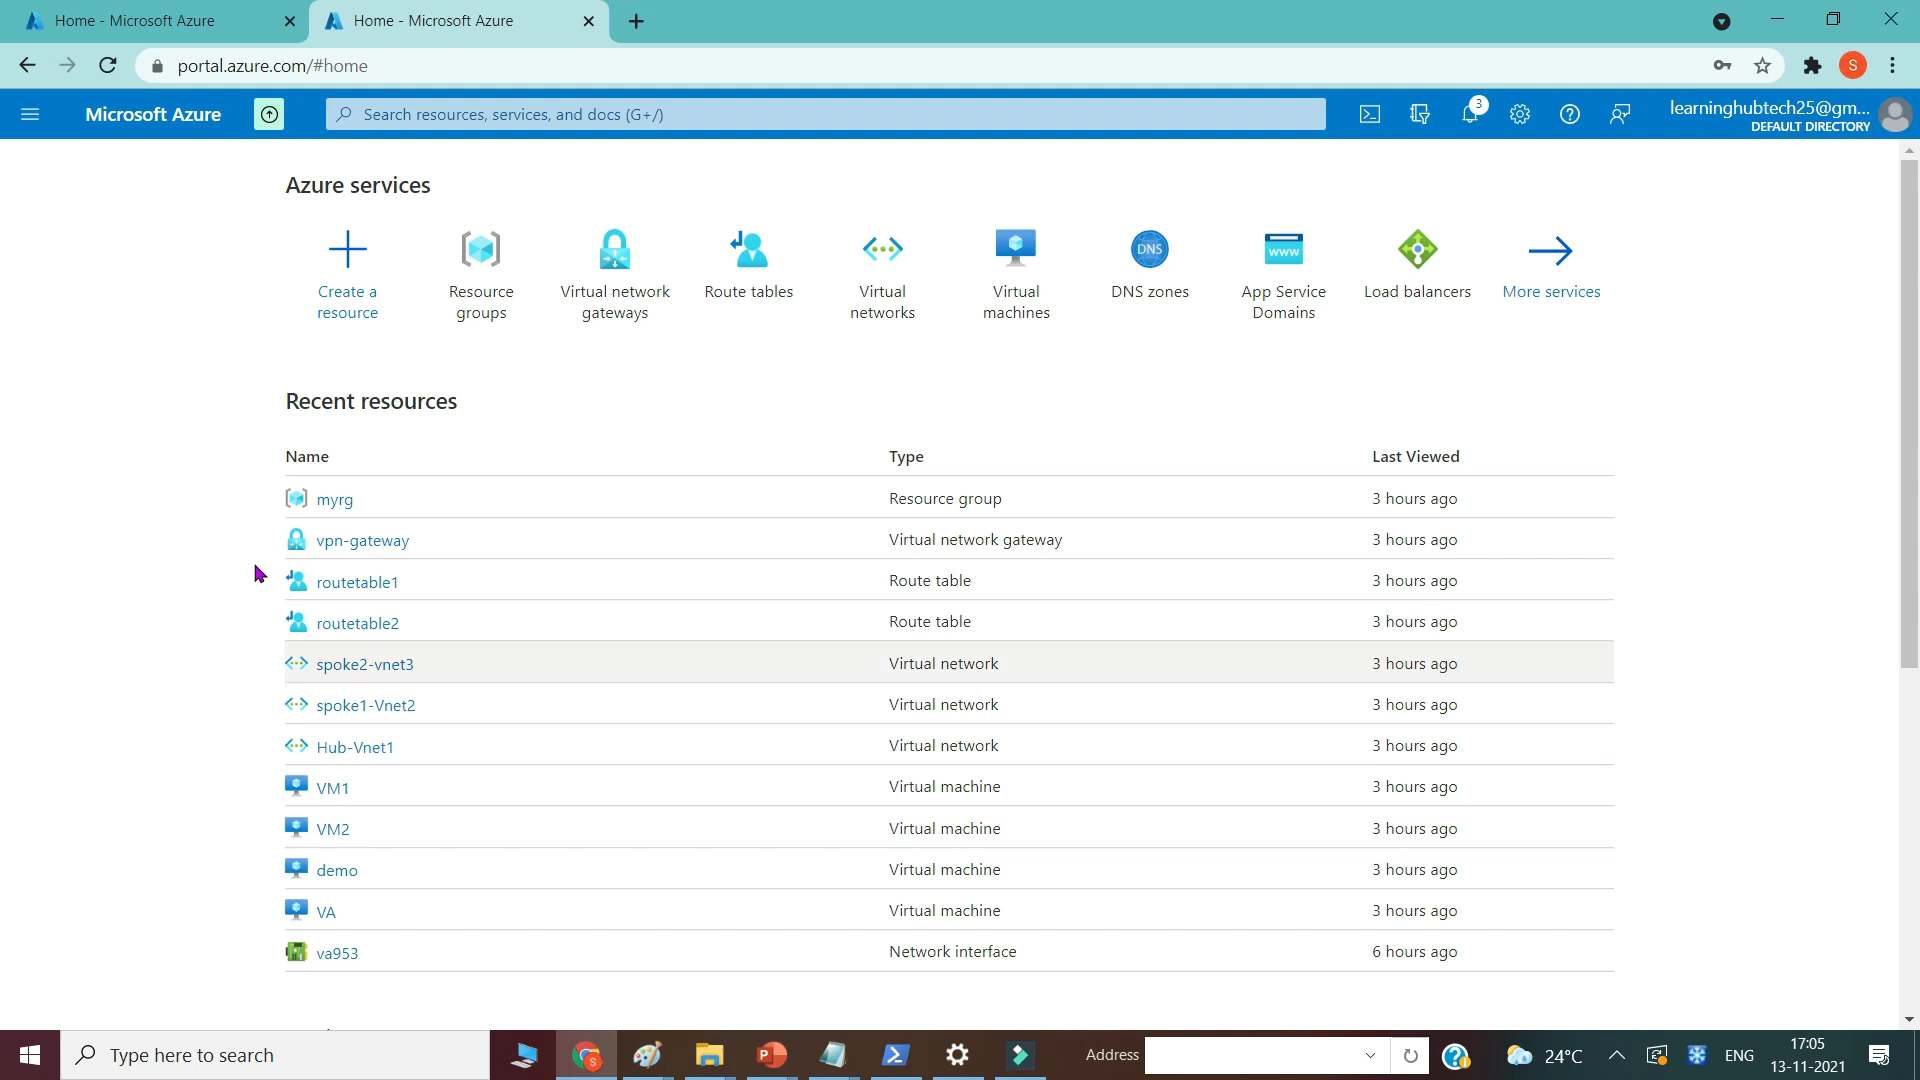 Home - Microsoft Azure
Home - Microsoft Azure
portal.azure.com/#home
S
Microsoft Azure
Search resources, services, and docs (G+/)
3
learninghubtech25@gm...
DEFAULT DIRECTORY
Azure services
DNS
www
Create a resource
Resource groups
Virtual network gateways
Route tables
Virtual networks
Virtual machines
DNS zones
App Service Domains
Load balancers
More services
Recent resources
Name Type Last Viewed
myrg Resource group 3 hours ago
vpn-gateway Virtual network gateway 3 hours ago
routetable1 Route table 3 hours ago
routetable2 Route table 3 hours ago
spoke2-vnet3 Virtual network 3 hours ago
spoke1-Vnet2 Virtual network 3 hours ago
Hub-Vnet1 Virtual network 3 hours ago
VM1 Virtual machine 3 hours ago
VM2 Virtual machine 3 hours ago
demo Virtual machine 3 hours ago
VA Virtual machine 3 hours ago
va953 Network interface 6 hours ago
Type here to search
Address
24°C
ENG
17:05
13-11-2021